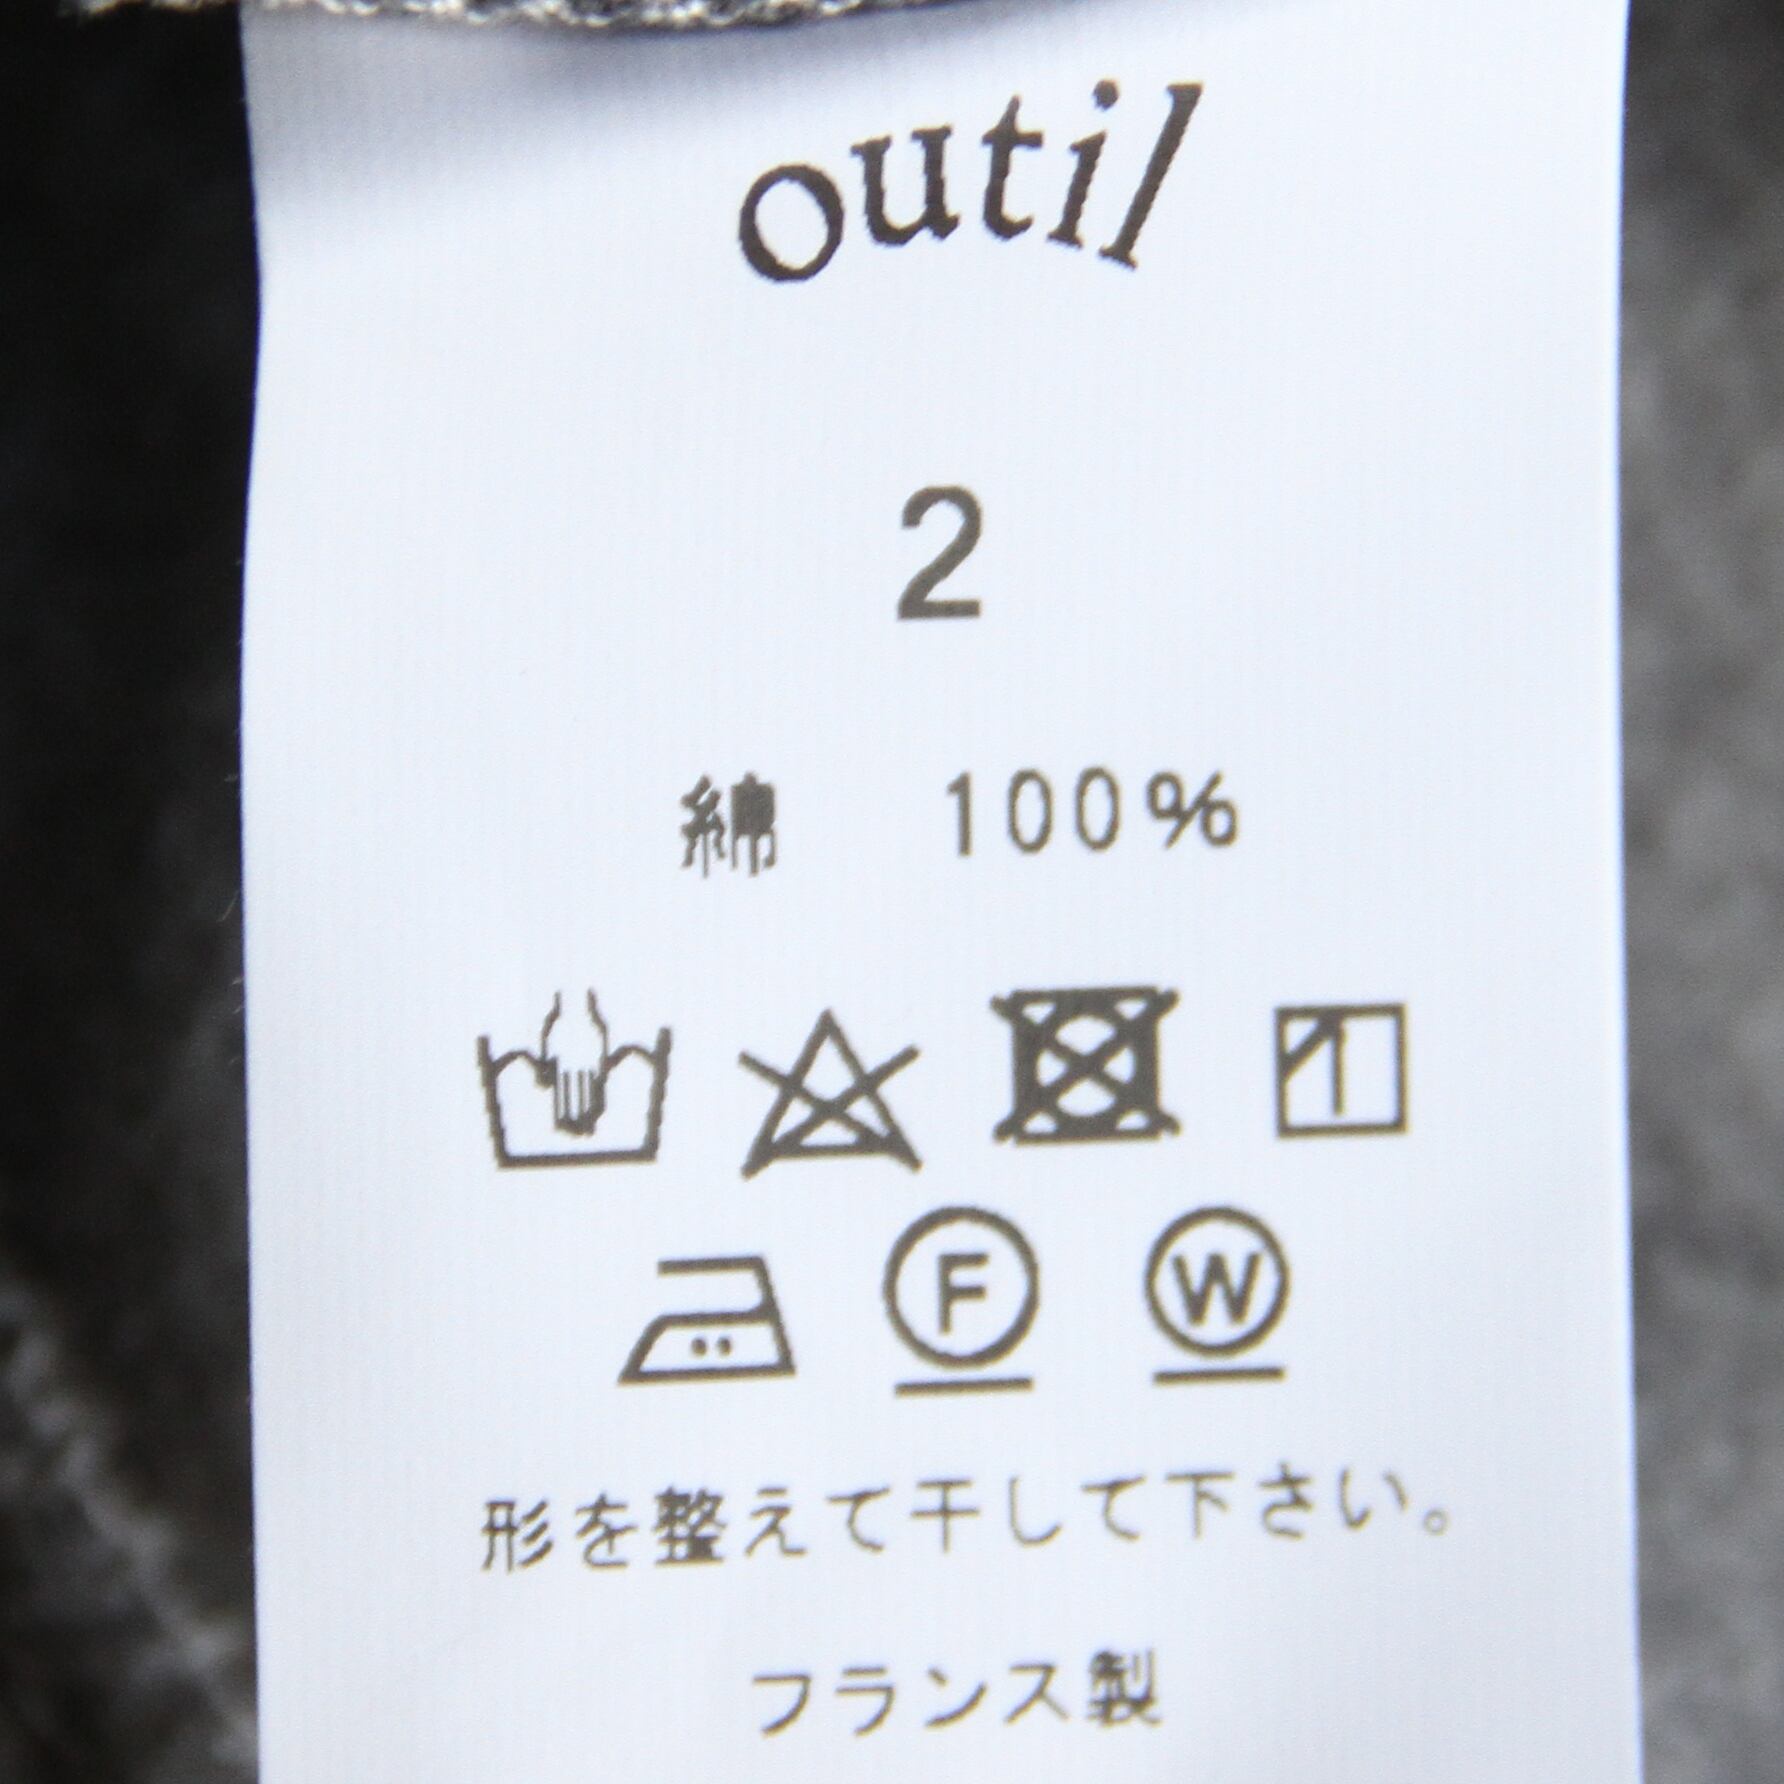 outil
2
綿 100%
F W
形を整えて干して下さい。
フランス製